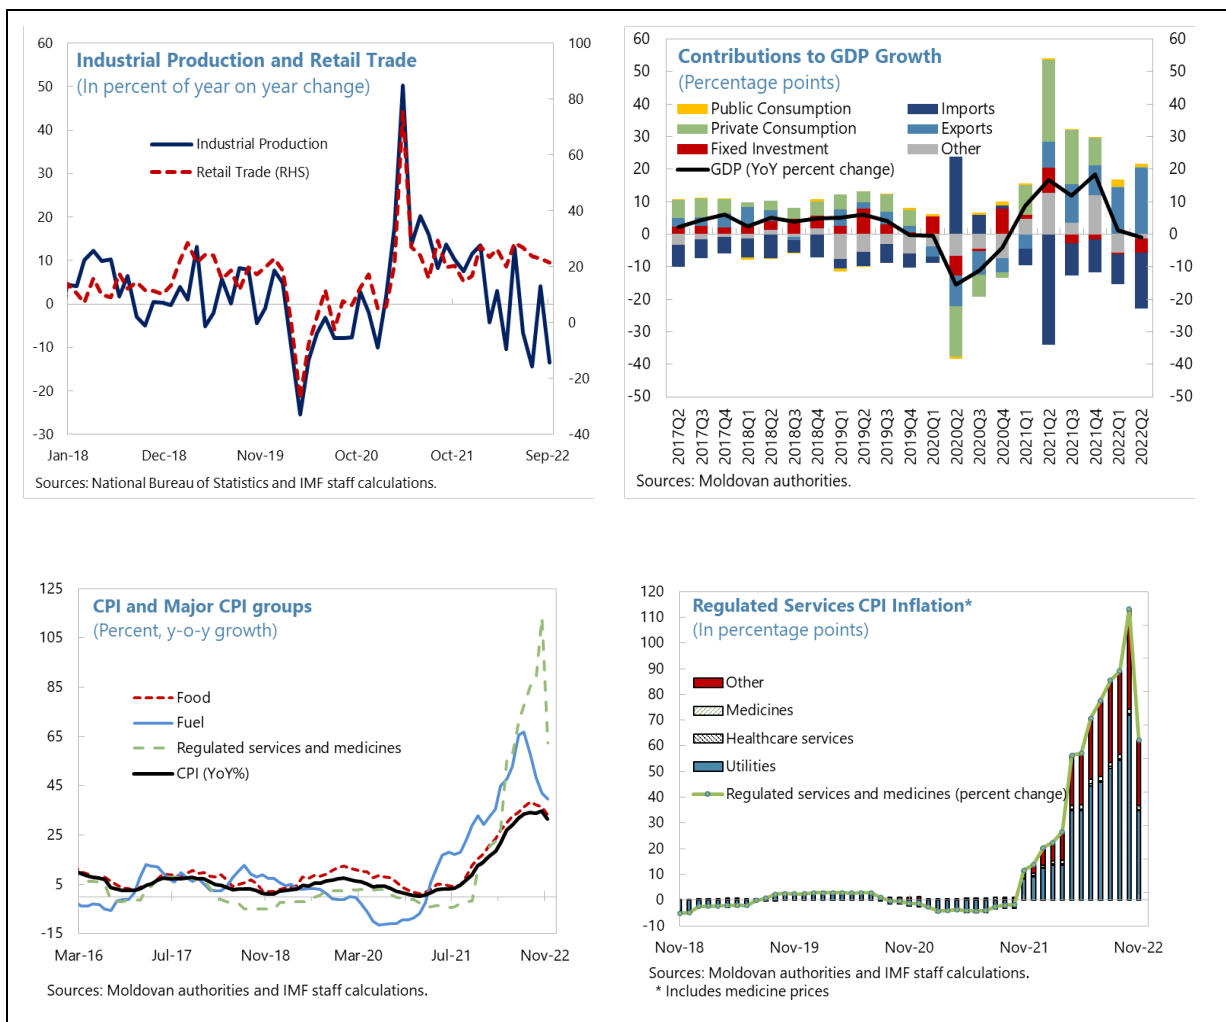 Industrial Production and Retail Trade
(In percent of year on year change)
60
50
40
30
20
10
0
-10
-20
-30
100
80
60
40
20
0
-20
-40
Industrial Production
Retail Trade (RHS)
Jan-18 Dec-18 Nov-19 Oct-20 Oct-21 Sep-22
Sources: National Bureau of Statistics and IMF staff calculations.
Contributions to GDP Growth
(Percentage points)
60
50
40
30
20
10
0
-10
-20
-30
-40
-50
60
50
40
30
20
10
0
-10
-20
-30
-40
-50
Public Consumption
Private Consumption
Fixed Investment
GDP (YoY percent change)
Imports
Exports
Other
2017Q2
2017Q3
2017Q4
2018Q1
2018Q2
2018Q3
2018Q4
2019Q1
2019Q2
2019Q3
2019Q4
2020Q1
2020Q2
2020Q3
2020Q4
2021Q1
2021Q2
2021Q3
2021Q4
2022Q1
2022Q2
Sources: Moldovan authorities.
CPI and Major CPI groups
(Percent, y-o-y growth)
125
105
85
65
45
25
5
-15
Food
Fuel
Regulated services and medicines
CPI (YoY%)
Mar-16 Jul-17 Nov-18 Mar-20 Jul-21 Nov-22
Sources: Moldovan authorities and IMF staff calculations.
Regulated Services CPI Inflation*
(In percentage points)
120
110
100
90
80
70
60
50
40
30
20
10
0
-10
Other
Medicines
Healthcare services
Utilities
Regulated services and medicines (percent change)
Nov-18 Nov-19 Nov-20 Nov-21 Nov-22
Sources: Moldovan authorities and IMF staff calculations.
* Includes medicine prices